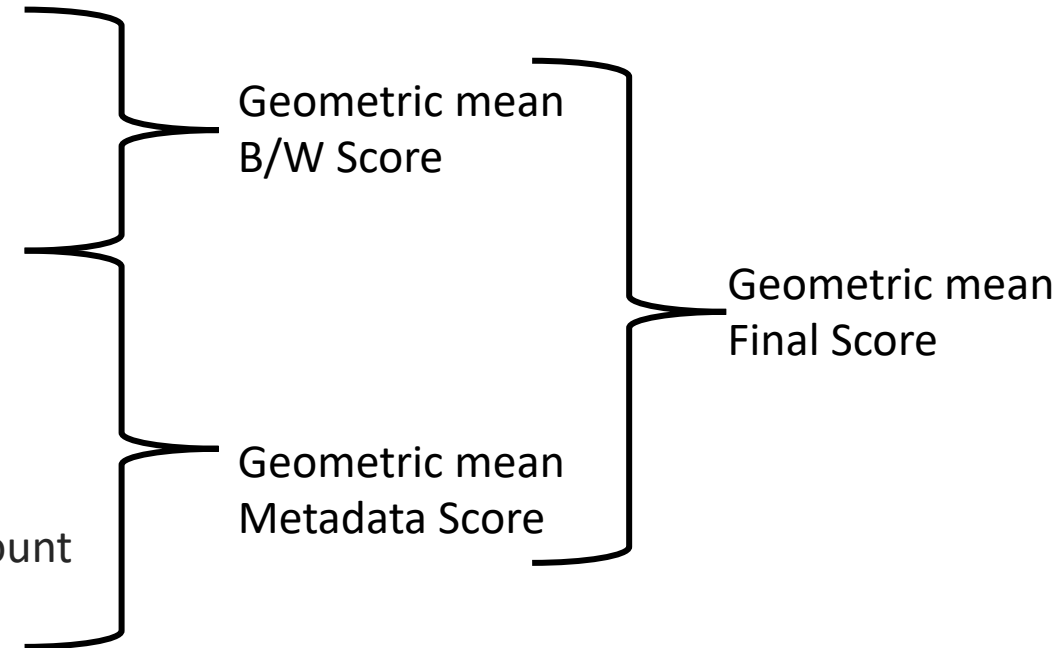 Geometric mean
B/W Score
Geometric mean
Final Score
Geometric mean
Metadata Score